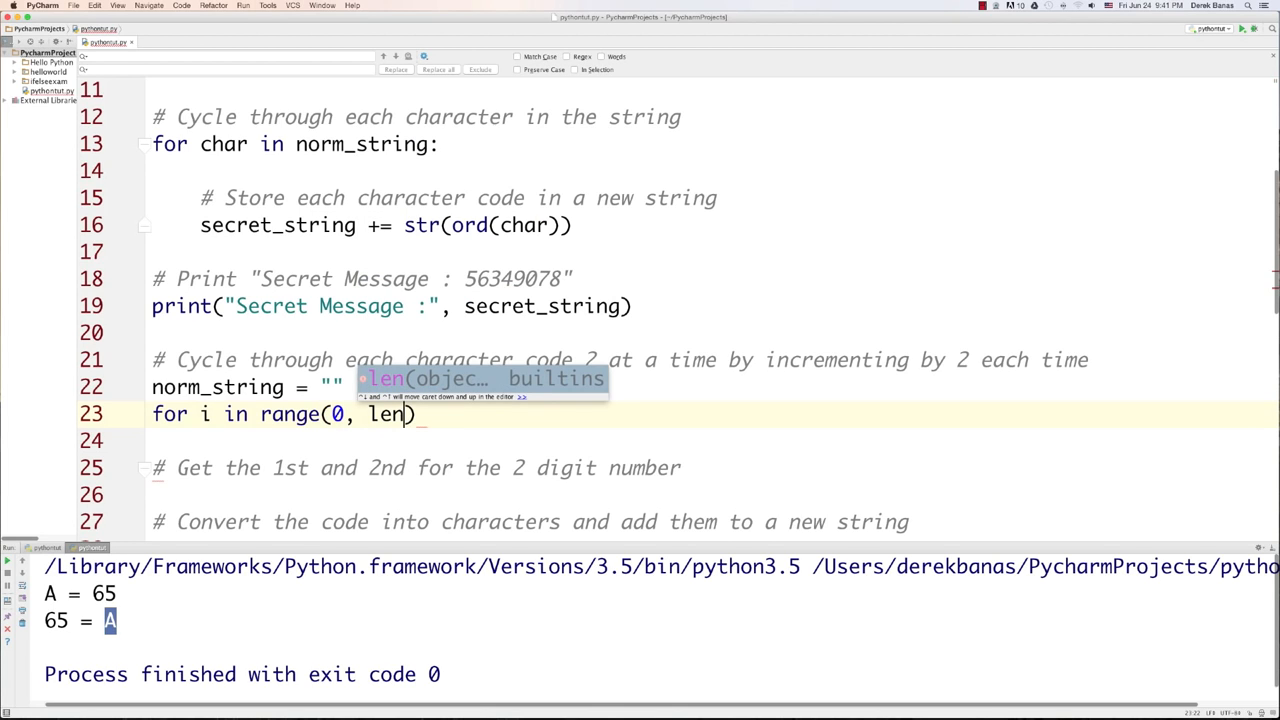 PyCharm File Edit View Navigate Code Refactor Run Tools VCS Window Help
Fri Jun 24 9:41 PM Derek Banas
pythontut.py - PycharmProjects - [~/PycharmProjects]
PycharmProjects pythontut.py
pythontut
pythontut.py ×
Match Case Regex Words
Replace Replace all Exclude Preserve Case In Selection
PycharmProject
Hello Python
helloworld
ifelseexam
pythontut.py
External Librarie
11
12 # Cycle through each character in the string
13 for char in norm_string:
14
15 # Store each character code in a new string
16 secret_string += str(ord(char))
17
18 # Print "Secret Message : 56349078"
19 print("Secret Message :", secret_string)
20
21 # Cycle through each character code 2 at a time by incrementing by 2 each time
22 norm_string = ""
len(objec… builtins
^↓ and ^↑ will move caret down and up in the editor >>
23 for i in range(0, len)
24
25 # Get the 1st and 2nd for the 2 digit number
26
27 # Convert the code into characters and add them to a new string
Run: pythontut pythontut
/Library/Frameworks/Python.framework/Versions/3.5/bin/python3.5 /Users/derekbanas/PycharmProjects/pytho
A = 65
65 = A
Process finished with exit code 0
23:22 UTF-8